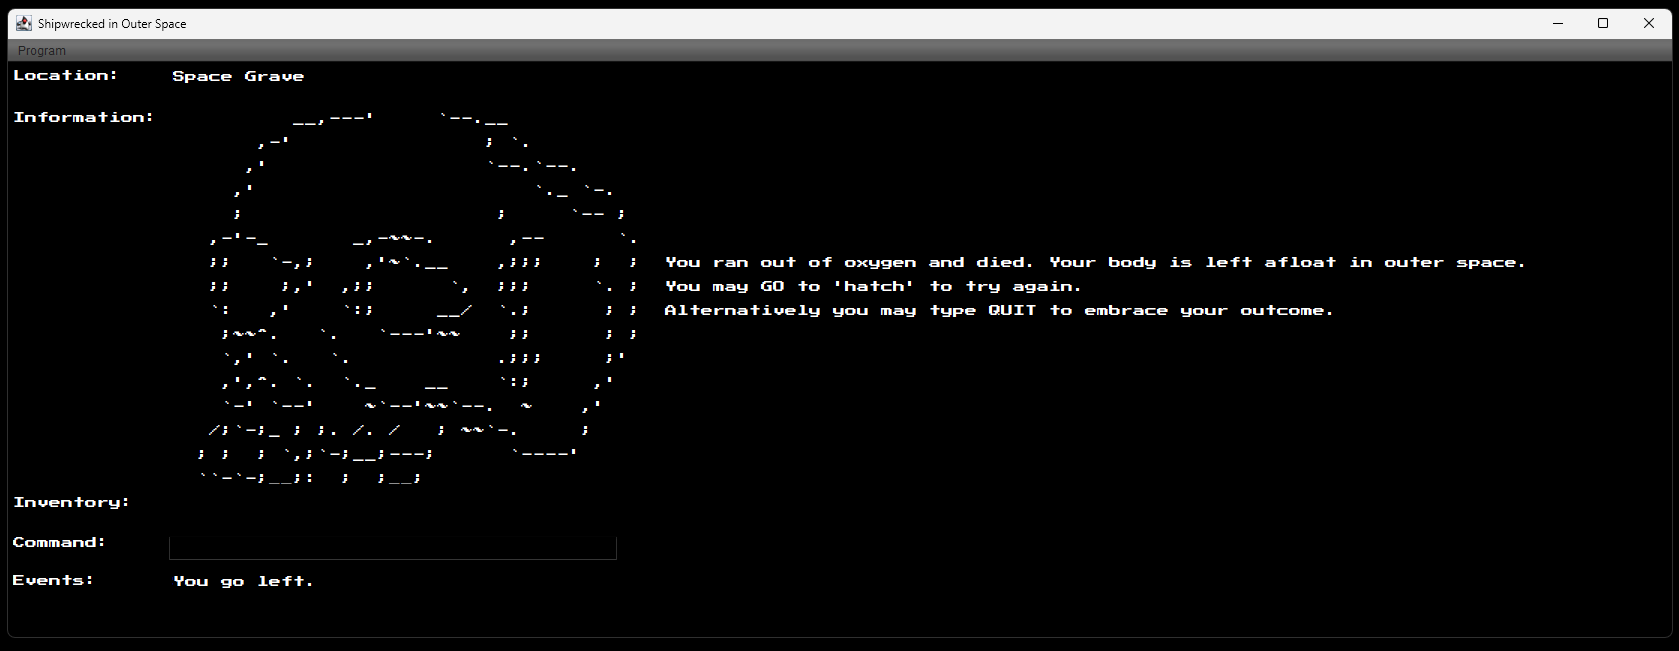 Shipwrecked in Outer Space
Program
Location: Space Grave
Information:
You ran out of oxygen and died. Your body is left afloat in outer space.
You may GO to 'hatch' to try again.
Alternatively you may type QUIT to embrace your outcome.
Inventory:
Command:
Events: You go left.